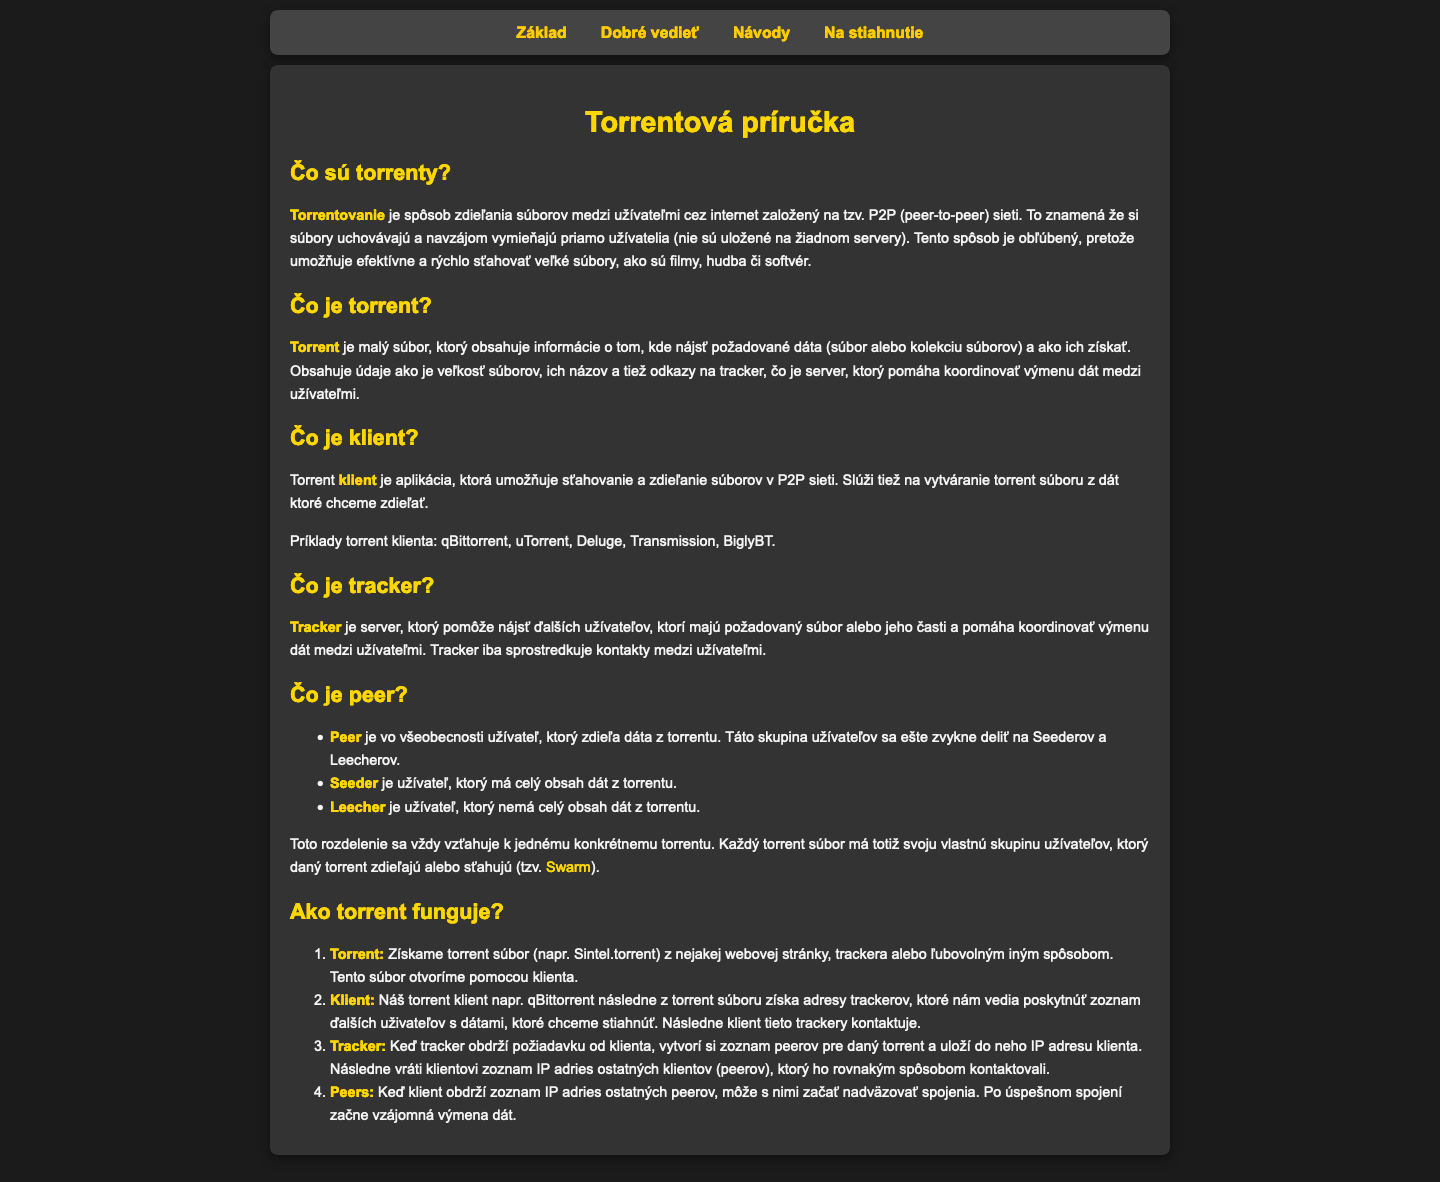 Základ Dobré vedieť Návody Na stiahnutie
Torrentová príručka
Čo sú torrenty?
Torrentovanie je spôsob zdieľania súborov medzi užívateľmi cez internet založený na tzv. P2P (peer-to-peer) sieti. To znamená že si
súbory uchovávajú a navzájom vymieňajú priamo užívatelia (nie sú uložené na žiadnom servery). Tento spôsob je obľúbený, pretože
umožňuje efektívne a rýchlo sťahovať veľké súbory, ako sú filmy, hudba či softvér.
Čo je torrent?
Torrent je malý súbor, ktorý obsahuje informácie o tom, kde nájsť požadované dáta (súbor alebo kolekciu súborov) a ako ich získať.
Obsahuje údaje ako je veľkosť súborov, ich názov a tiež odkazy na tracker, čo je server, ktorý pomáha koordinovať výmenu dát medzi
užívateľmi.
Čo je klient?
Torrent klient je aplikácia, ktorá umožňuje sťahovanie a zdieľanie súborov v P2P sieti. Slúži tiež na vytváranie torrent súboru z dát
ktoré chceme zdieľať.
Príklady torrent klienta: qBittorrent, uTorrent, Deluge, Transmission, BiglyBT.
Čo je tracker?
Tracker je server, ktorý pomôže nájsť ďalších užívateľov, ktorí majú požadovaný súbor alebo jeho časti a pomáha koordinovať výmenu
dát medzi užívateľmi. Tracker iba sprostredkuje kontakty medzi užívateľmi.
Čo je peer?
• Peer je vo všeobecnosti užívateľ, ktorý zdieľa dáta z torrentu. Táto skupina užívateľov sa ešte zvykne deliť na Seederov a
Leecherov.
• Seeder je užívateľ, ktorý má celý obsah dát z torrentu.
• Leecher je užívateľ, ktorý nemá celý obsah dát z torrentu.
Toto rozdelenie sa vždy vzťahuje k jednému konkrétnemu torrentu. Každý torrent súbor má totiž svoju vlastnú skupinu užívateľov, ktorý
daný torrent zdieľajú alebo sťahujú (tzv. Swarm).
Ako torrent funguje?
1. Torrent: Získame torrent súbor (napr. Sintel.torrent) z nejakej webovej stránky, trackera alebo ľubovolným iným spôsobom.
Tento súbor otvoríme pomocou klienta.
2. Klient: Náš torrent klient napr. qBittorrent následne z torrent súboru získa adresy trackerov, ktoré nám vedia poskytnúť zoznam
ďalších uživateľov s dátami, ktoré chceme stiahnúť. Následne klient tieto trackery kontaktuje.
3. Tracker: Keď tracker obdrží požiadavku od klienta, vytvorí si zoznam peerov pre daný torrent a uloží do neho IP adresu klienta.
Následne vráti klientovi zoznam IP adries ostatných klientov (peerov), ktorý ho rovnakým spôsobom kontaktovali.
4. Peers: Keď klient obdrží zoznam IP adries ostatných peerov, môže s nimi začať nadväzovať spojenia. Po úspešnom spojení
začne vzájomná výmena dát.